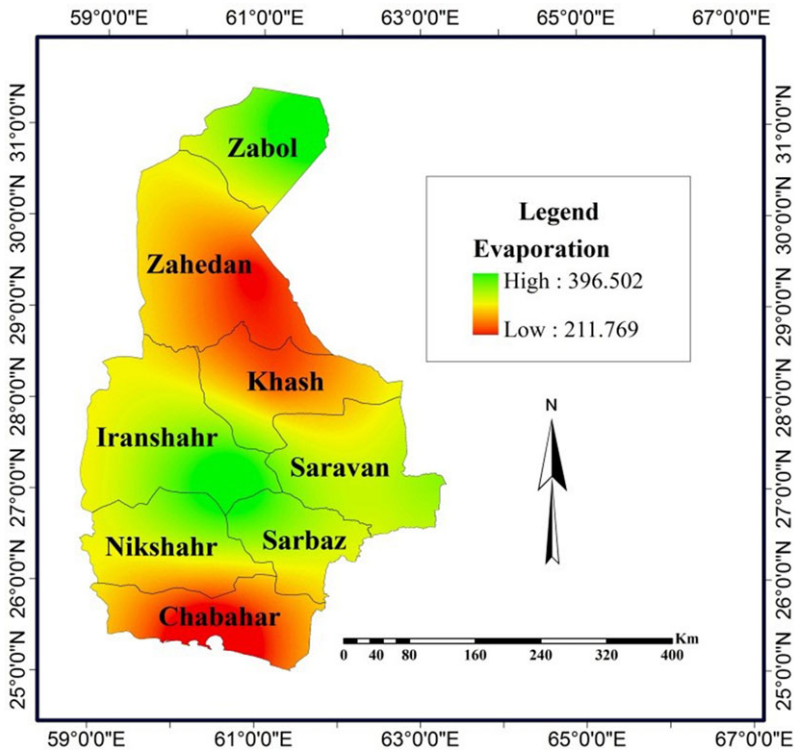 59°0'0"E 61°0'0"E 63°0'0"E 65°0'0"E 67°0'0"E
31°0'0"N
30°0'0"N
29°0'0"N
28°0'0"N
27°0'0"N
26°0'0"N
25°0'0"N
Zabol
Zahedan
Khash
Iranshahr
Saravan
Nikshahr
Sarbaz
Chabahar
Legend
Evaporation
High : 396.502
Low : 211.769
N
Km
0 40 80 160 240 320 400
31°0'0"N
30°0'0"N
29°0'0"N
28°0'0"N
27°0'0"N
26°0'0"N
25°0'0"N
59°0'0"E 61°0'0"E 63°0'0"E 65°0'0"E 67°0'0"E